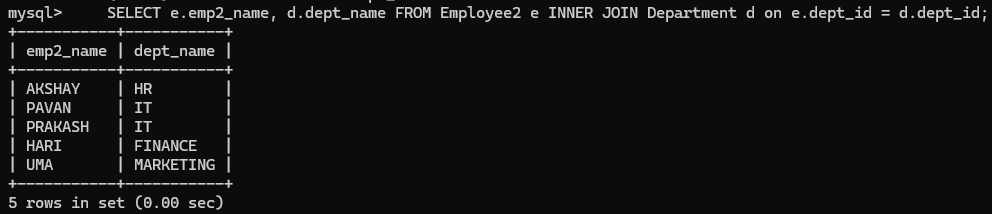 mysql>     SELECT e.emp2_name, d.dept_name FROM Employee2 e INNER JOIN Department d on e.dept_id = d.dept_id;
+-----------+-----------+
| emp2_name | dept_name |
+-----------+-----------+
| AKSHAY    | HR        |
| PAVAN     | IT        |
| PRAKASH   | IT        |
| HARI      | FINANCE   |
| UMA       | MARKETING |
+-----------+-----------+
5 rows in set (0.00 sec)